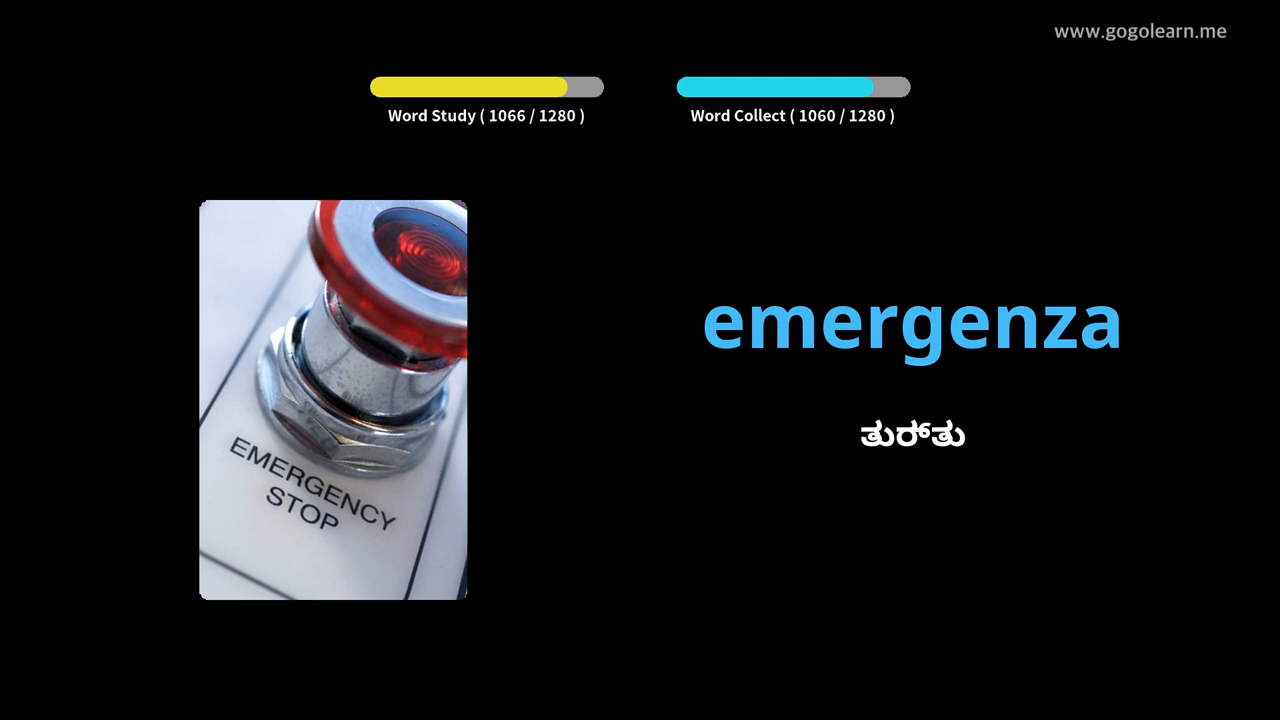 www.gogolearn.me
Word Study ( 1066 / 1280 )
Word Collect ( 1060 / 1280 )
emergenza
ತುರ್ತು
EMERGENCY
STOP